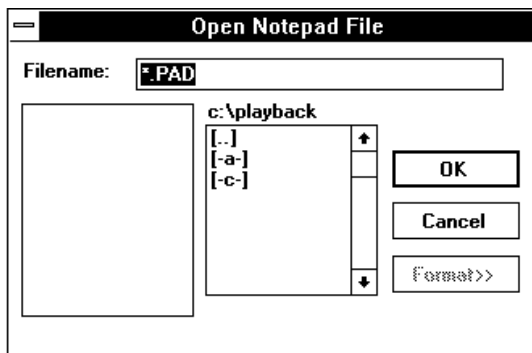 Open Notepad File
Filename: *.PAD
c:\playback
[..]
[-a-]
[-c-]
OK
Cancel
Format>>